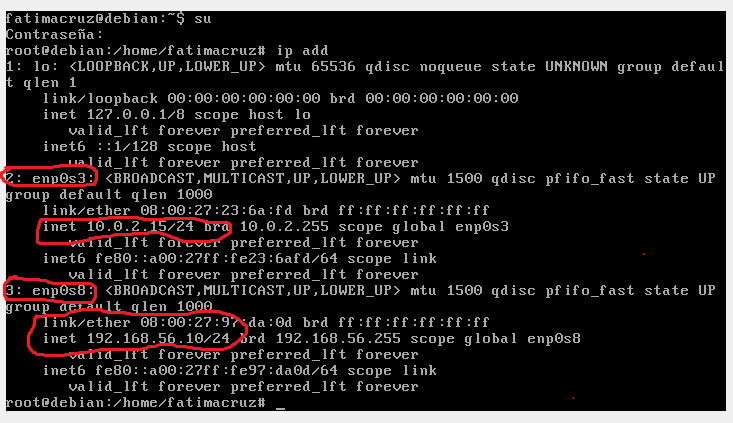 fatimacruz@debian:~$ su
Contraseña:
root@debian:/home/fatimacruz# ip add
1: lo: <LOOPBACK,UP,LOWER_UP> mtu 65536 qdisc noqueue state UNKNOWN group defaul
t qlen 1
    link/loopback 00:00:00:00:00:00 brd 00:00:00:00:00:00
    inet 127.0.0.1/8 scope host lo
       valid_lft forever preferred_lft forever
    inet6 ::1/128 scope host
       valid_lft forever preferred_lft forever
2: enp0s3: <BROADCAST,MULTICAST,UP,LOWER_UP> mtu 1500 qdisc pfifo_fast state UP
group default qlen 1000
    link/ether 08:00:27:23:6a:fd brd ff:ff:ff:ff:ff:ff
    inet 10.0.2.15/24 brd 10.0.2.255 scope global enp0s3
       valid_lft forever preferred_lft forever
    inet6 fe80::a00:27ff:fe23:6afd/64 scope link
       valid_lft forever preferred_lft forever
3: enp0s8: <BROADCAST,MULTICAST,UP,LOWER_UP> mtu 1500 qdisc pfifo_fast state UP
group default qlen 1000
    link/ether 08:00:27:97:da:0d brd ff:ff:ff:ff:ff:ff
    inet 192.168.56.10/24 brd 192.168.56.255 scope global enp0s8
       valid_lft forever preferred_lft forever
    inet6 fe80::a00:27ff:fe97:da0d/64 scope link
       valid_lft forever preferred_lft forever
root@debian:/home/fatimacruz# _